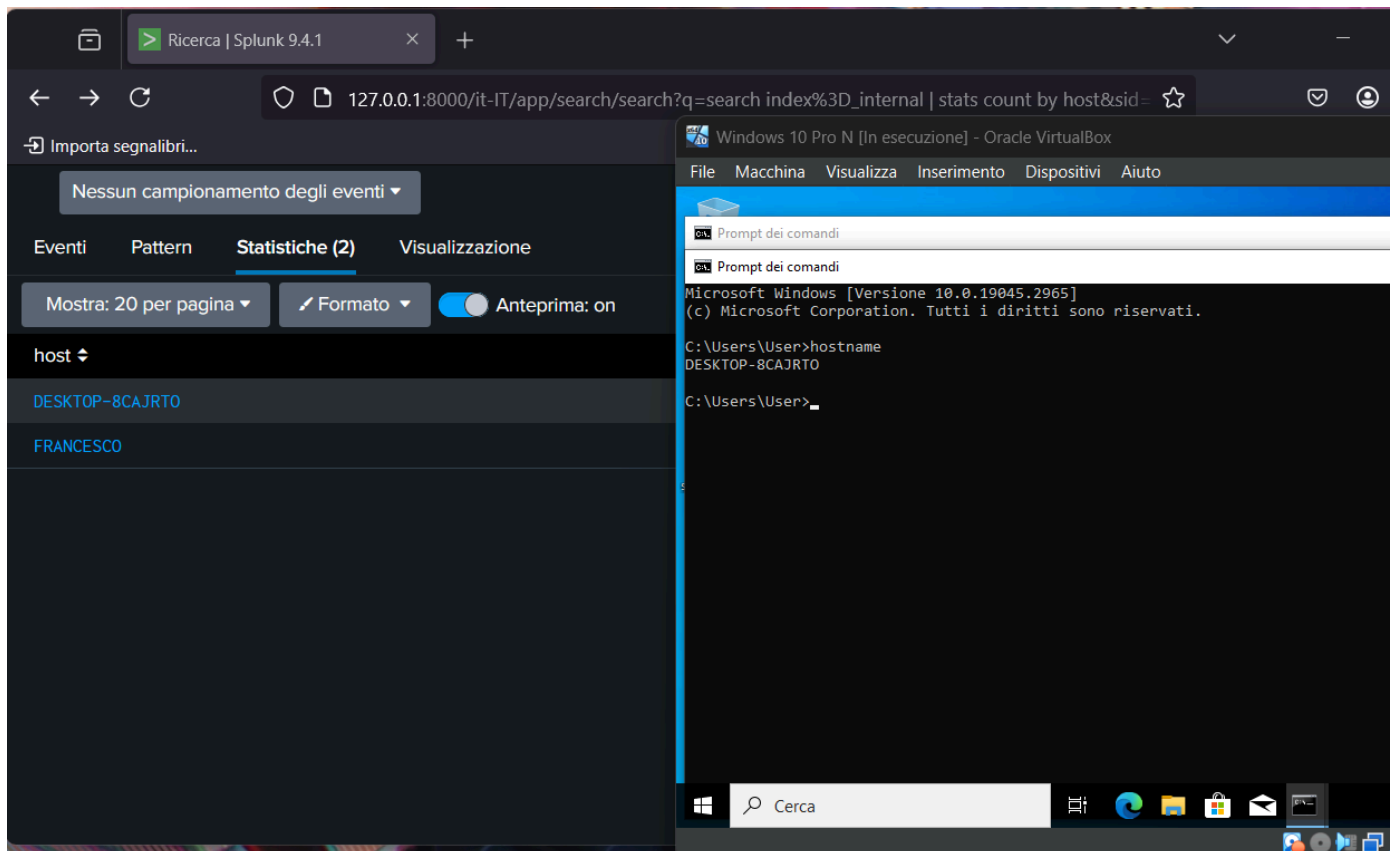 Ricerca | Splunk 9.4.1
127.0.0.1:8000/it-IT/app/search/search?q=search index%3D_internal | stats count by host&sid=
Importa segnalibri...
Nessun campionamento degli eventi
Eventi Pattern Statistiche (2) Visualizzazione
Mostra: 20 per pagina Formato Anteprima: on
host
DESKTOP-8CAJRTO
FRANCESCO
Windows 10 Pro N [In esecuzione] - Oracle VirtualBox
File Macchina Visualizza Inserimento Dispositivi Aiuto
Prompt dei comandi
Prompt dei comandi
Microsoft Windows [Versione 10.0.19045.2965]
(c) Microsoft Corporation. Tutti i diritti sono riservati.
C:\Users\User>hostname
DESKTOP-8CAJRTO
C:\Users\User>
Cerca